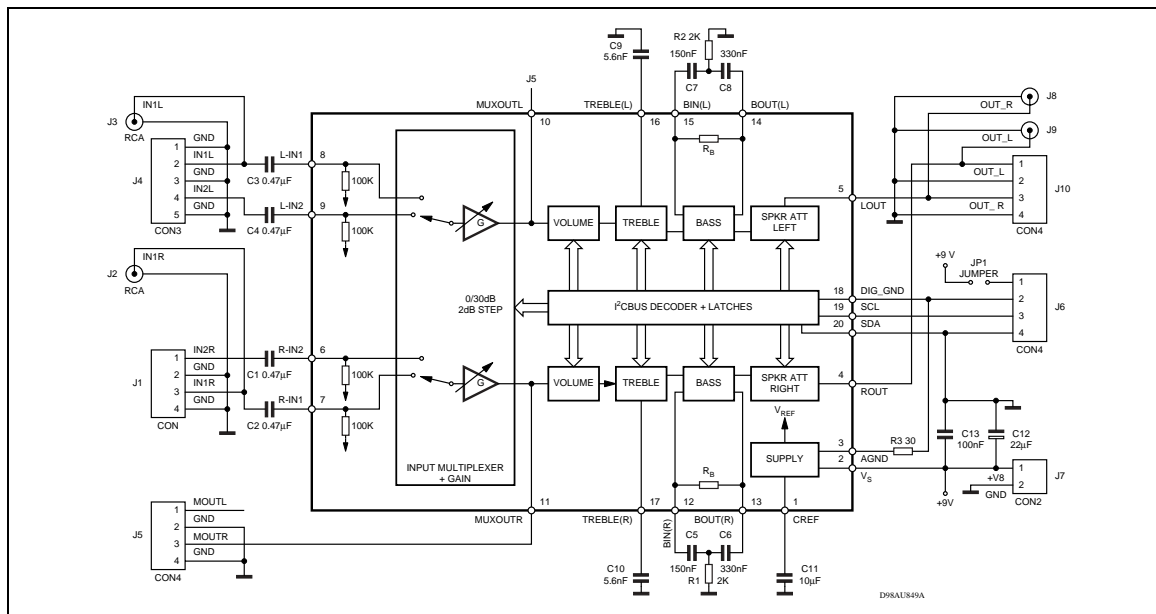 C9
5.6nF
R2 2K
150nF
330nF
C7
C8
J5
MUXOUTL
TREBLE(L)
BIN(L)
BOUT(L)
10
16
15
14
J3
RCA
IN1L
J4
CON3
1
2
3
4
5
GND
IN1L
GND
IN2L
GND
C3 0.47µF
L-IN1
8
100K
C4 0.47µF
L-IN2
9
100K
G
0/30dB
2dB STEP
INPUT MULTIPLEXER
+ GAIN
RB
VOLUME
TREBLE
BASS
SPKR ATT
LEFT
5
LOUT
J8
OUT_R
J9
OUT_L
OUT_L
OUT_R
1
2
3
4
J10
CON4
I²CBUS DECODER + LATCHES
18
DIG_GND
19
SCL
20
SDA
+9 V
JP1
JUMPER
1
2
3
4
J6
CON4
J2
RCA
IN1R
J1
CON
1
2
3
4
IN2R
GND
IN1R
GND
C1 0.47µF
R-IN2
6
100K
C2 0.47µF
R-IN1
7
100K
G
VOLUME
TREBLE
BASS
SPKR ATT
RIGHT
4
ROUT
VREF
SUPPLY
3
AGND
2
VS
R3 30
C13
100nF
C12
22µF
+9V
+V8
GND
1
2
J7
CON2
RB
11
17
12
13
1
MUXOUTR
TREBLE(R)
BIN(R)
BOUT(R)
CREF
J5
CON4
1
2
3
4
MOUTL
GND
MOUTR
GND
C10
5.6nF
C5
C6
150nF
330nF
R1
2K
C11
10µF
D98AU849A